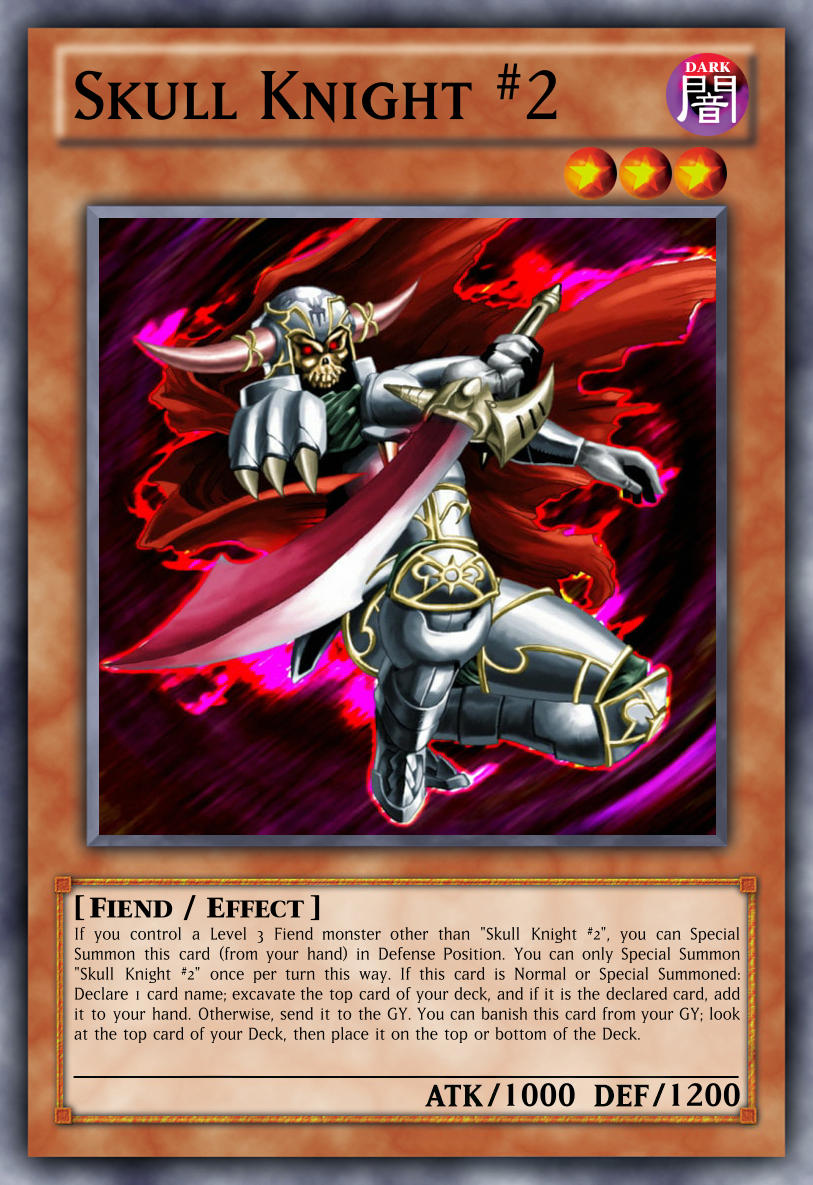 Skull Knight #2
DARK
闇
[ Fiend / Effect ]
If you control a Level 3 Fiend monster other than "Skull Knight #2", you can Special
Summon this card (from your hand) in Defense Position. You can only Special Summon
"Skull Knight #2" once per turn this way. If this card is Normal or Special Summoned:
Declare 1 card name; excavate the top card of your deck, and if it is the declared card, add
it to your hand. Otherwise, send it to the GY. You can banish this card from your GY; look
at the top card of your Deck, then place it on the top or bottom of the Deck.
ATK/1000 DEF/1200